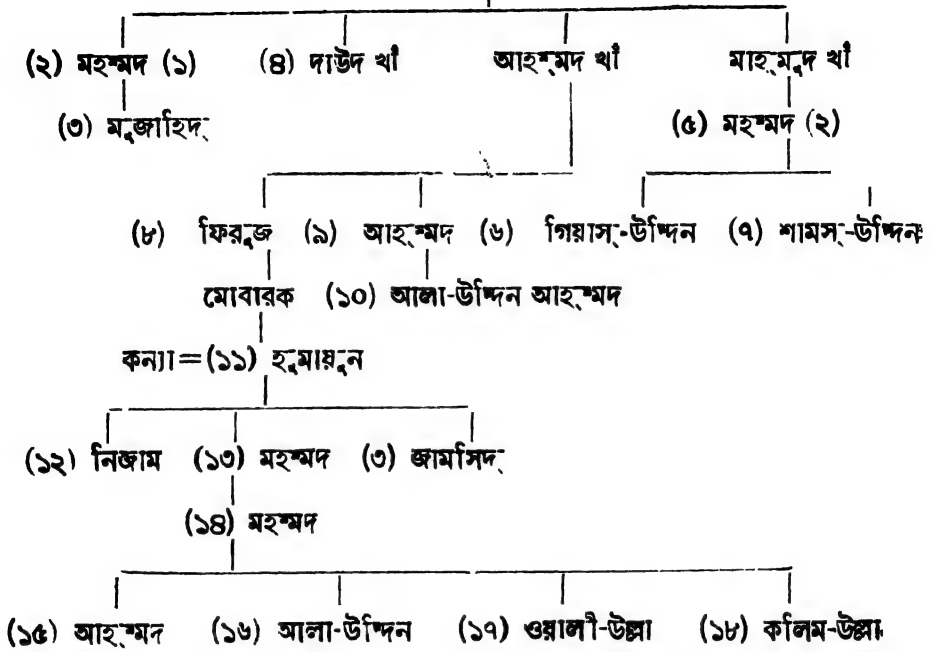 (২) মহম্মদ (১) (৪) দাউদ খাঁ আহ্‌ম্মদ খাঁ মাহ্‌মুদ খাঁ
(৩) মুজাহিদ্‌ (৫) মহম্মদ (২)
(৮) ফিরুজ (৯) আহ্‌ম্মদ (৬) গিয়াস্‌-উদ্দিন (৭) শামস্‌-উদ্দিন
মোবারক (১০) আলা-উদ্দিন আহ্‌ম্মদ
কন্যা=(১১) হুমায়ুন
(১২) নিজাম (১৩) মহম্মদ (৩) জামসিদ্‌
(১৪) মহম্মদ
(১৫) আহ্‌ম্মদ (১৬) আলা-উদ্দিন (১৭) ওয়ালী-উল্লা (১৮) কলিম-উল্লা